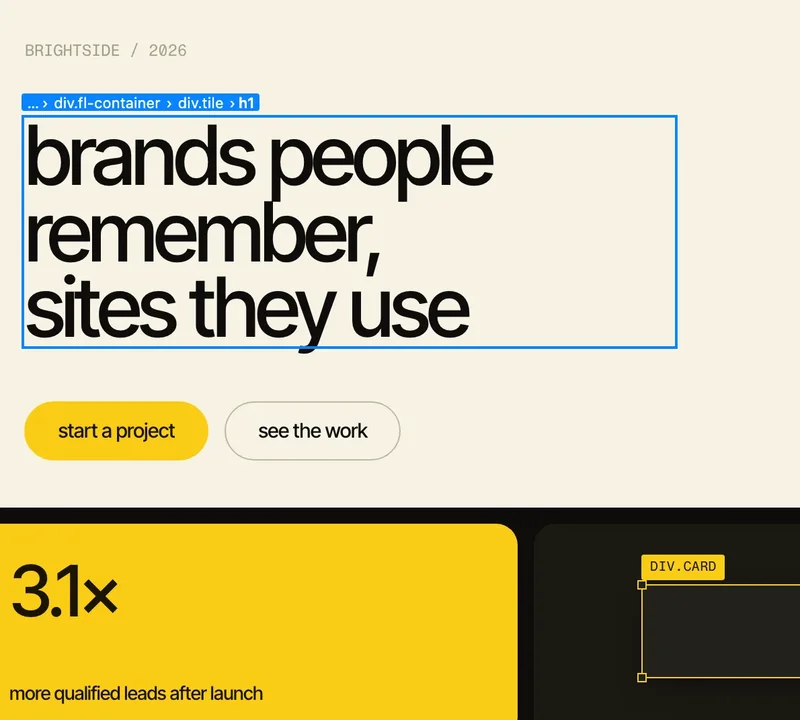 BRIGHTSIDE / 2026
... › div.fl-container › div.tile › h1
brands people
remember,
sites they use
start a project
see the work
3.1×
DIV.CARD
more qualified leads after launch